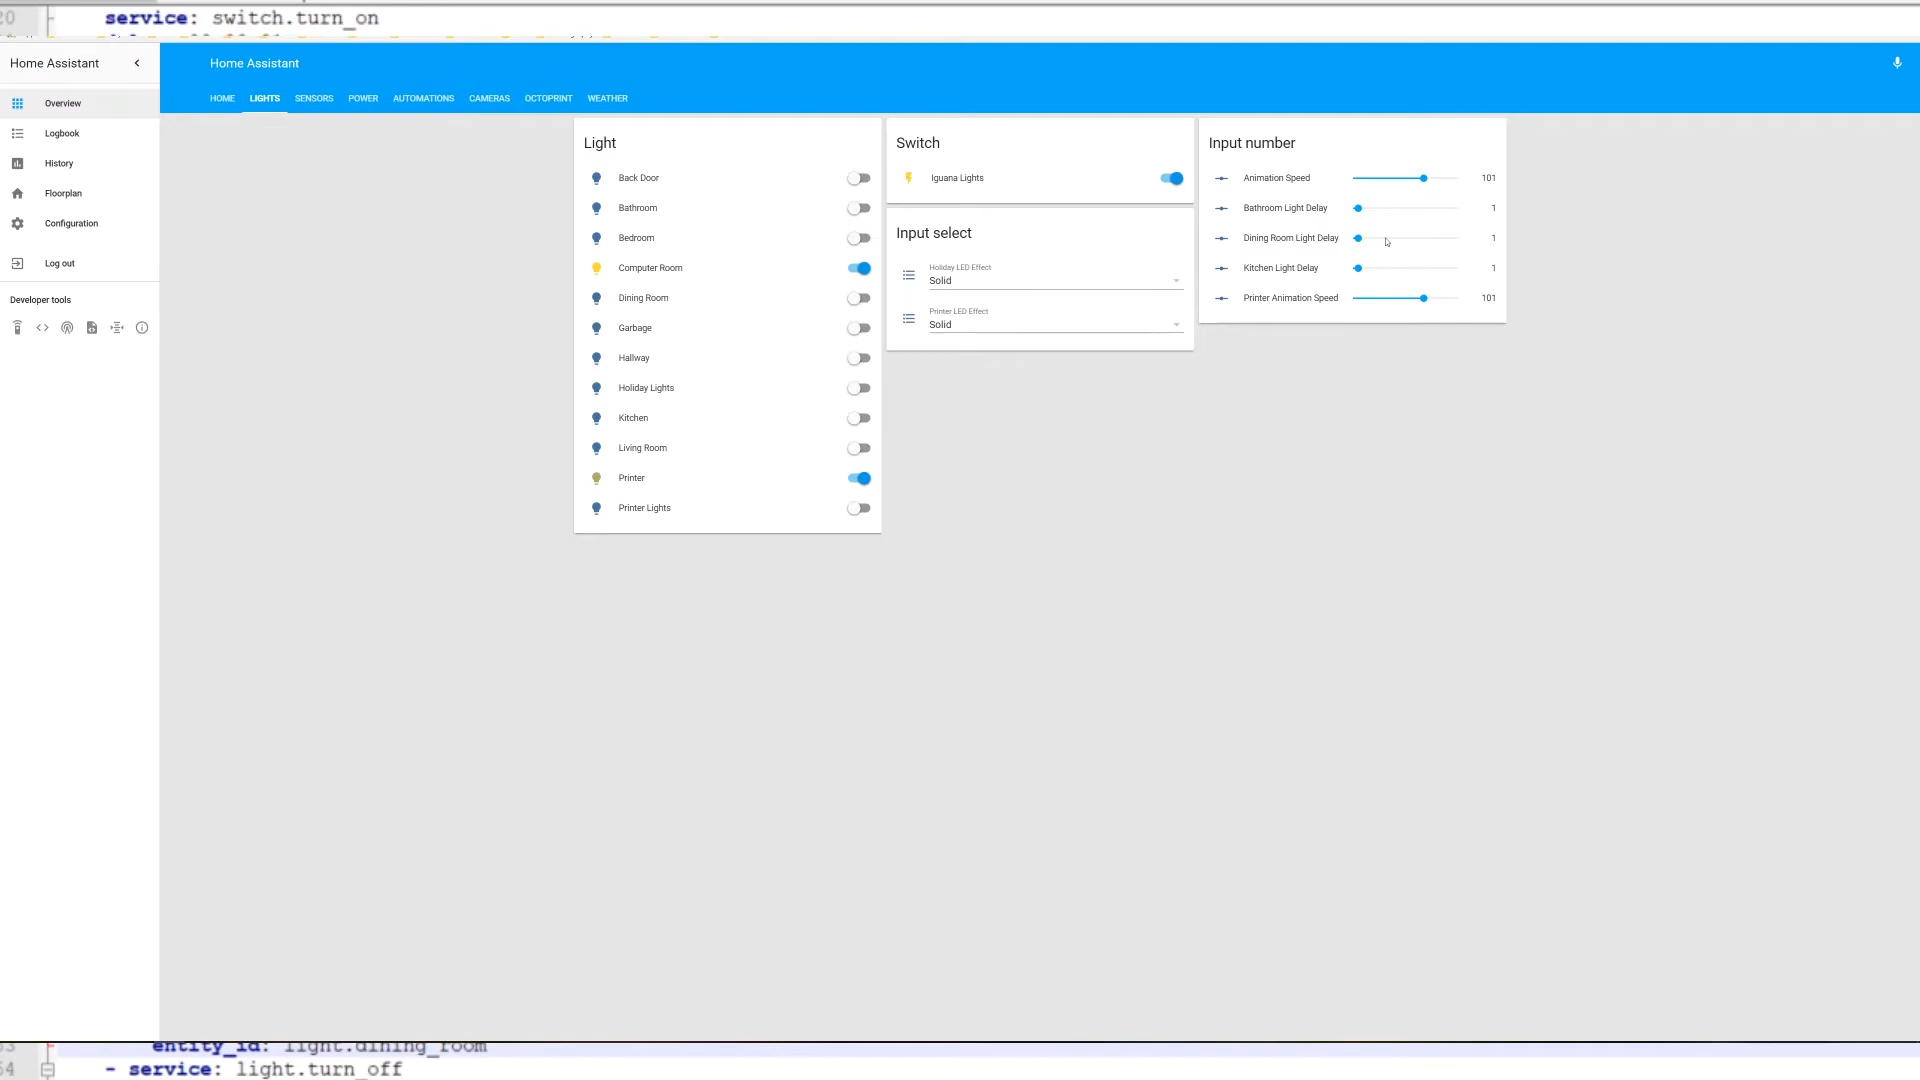 20 service: switch.turn_on
Home Assistant
Overview
Logbook
History
Floorplan
Configuration
Log out
Developer tools
Home Assistant
HOME LIGHTS SENSORS POWER AUTOMATIONS CAMERAS OCTOPRINT WEATHER
Light
Back Door
Bathroom
Bedroom
Computer Room
Dining Room
Garbage
Hallway
Holiday Lights
Kitchen
Living Room
Printer
Printer Lights
Switch
Iguana Lights
Input select
Holiday LED Effect
Solid
Printer LED Effect
Solid
Input number
Animation Speed 101
Bathroom Light Delay 1
Dining Room Light Delay 1
Kitchen Light Delay 1
Printer Animation Speed 101
entity_id: light.dining_room
54 - service: light.turn_off